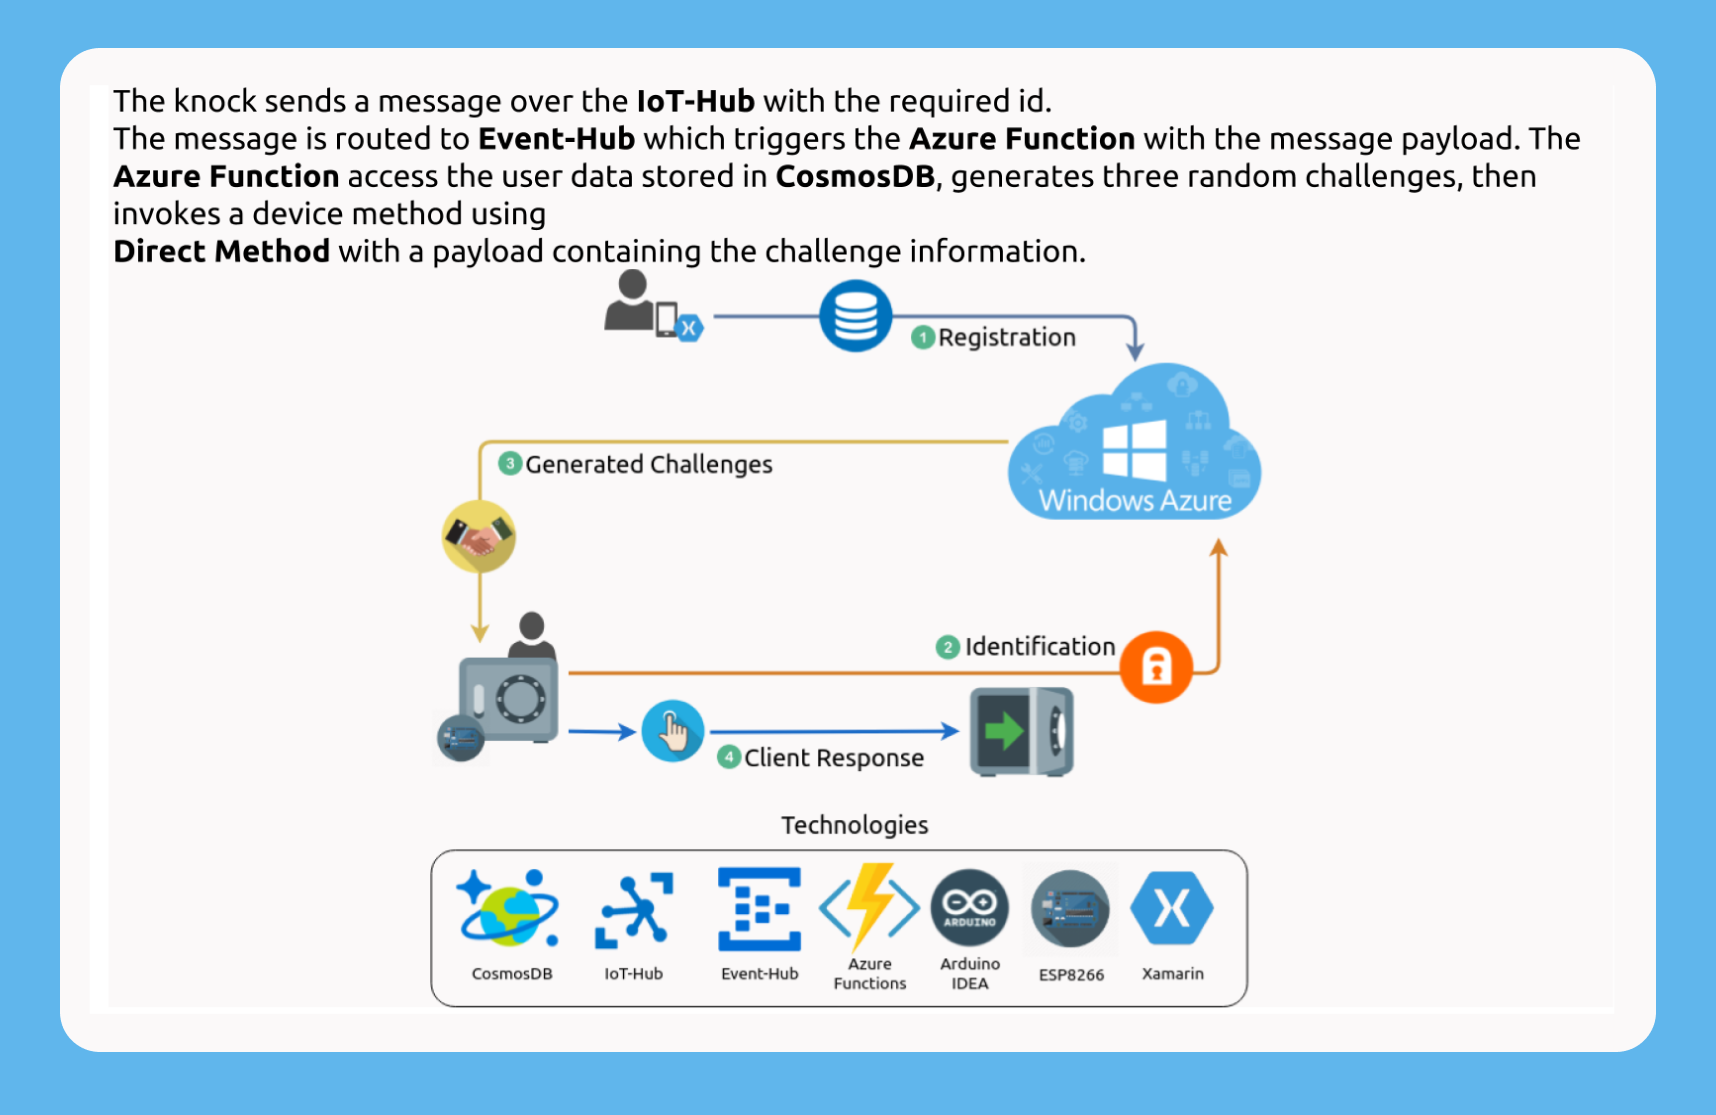 The knock sends a message over the IoT-Hub with the required id.
The message is routed to Event-Hub which triggers the Azure Function with the message payload. The
Azure Function access the user data stored in CosmosDB, generates three random challenges, then
invokes a device method using
Direct Method with a payload containing the challenge information.
X
1 Registration
3 Generated Challenges
Windows Azure
2 Identification
4 Client Response
Technologies
ARDUINO
X
CosmosDB
IoT-Hub
Event-Hub
Azure
Functions
Arduino
IDEA
ESP8266
Xamarin